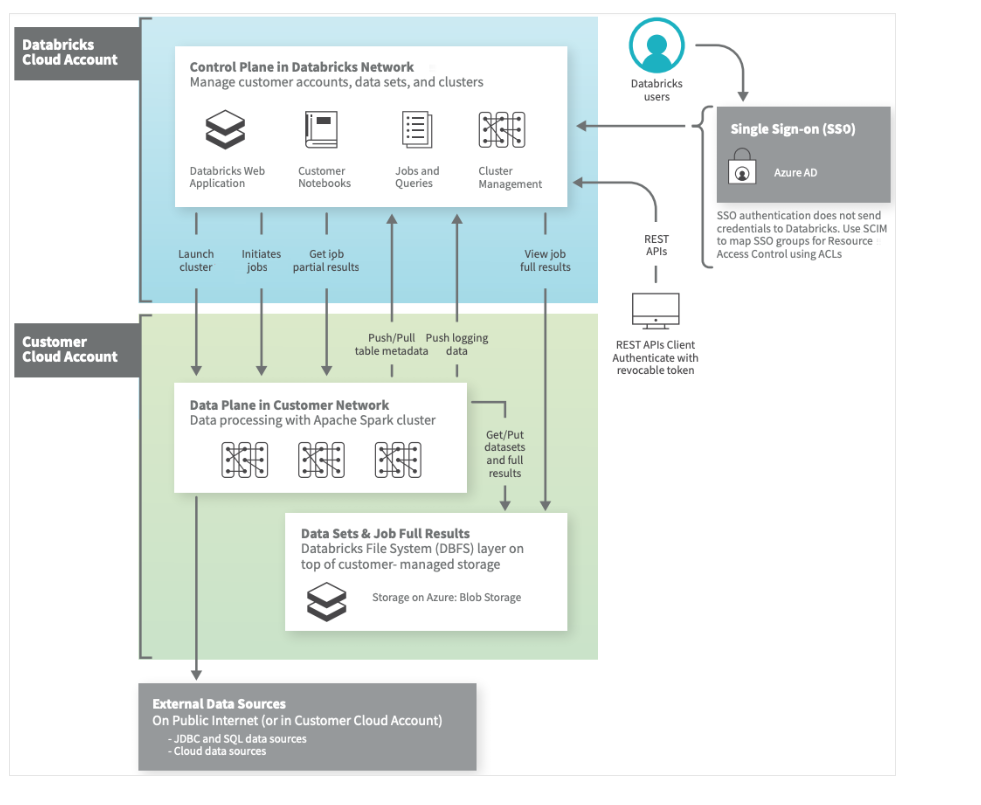 Databricks
Cloud Account
Control Plane in Databricks Network
Manage customer accounts, data sets, and clusters
Databricks Web
Application
Customer
Notebooks
Jobs and
Queries
Cluster
Management
Launch
cluster
Initiates
jobs
Get ipb
partial results
View job
full results
Databricks
users
Single Sign-on (SS0)
Azure AD
SSO authentication does not send
credentials to Databricks. Use SCIM
to map SSO groups for Resource
Access Control using ACLs
REST
APIs
REST APIs Client
Authenticate with
revocable token
Customer
Cloud Account
Push/Pull
table metadata
Push logging
data
Data Plane in Customer Network
Data processing with Apache Spark cluster
Get/Put
datasets
and full
results
Data Sets & Job Full Results
Databricks File System (DBFS) layer on
top of customer- managed storage
Storage on Azure: Blob Storage
External Data Sources
On Public Internet (or in Customer Cloud Account)
- JDBC and SQL data sources
- Cloud data sources